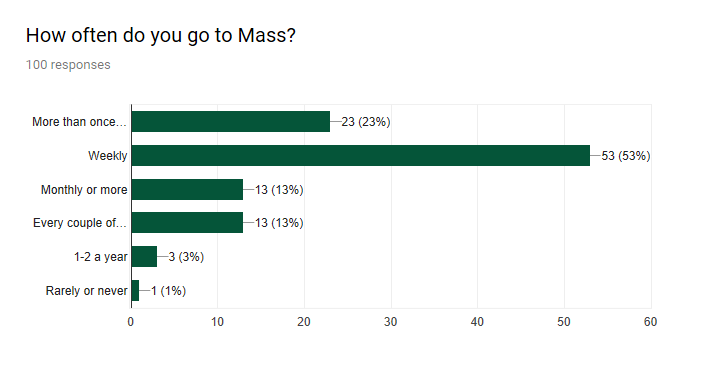 How often do you go to Mass?
100 responses
More than once... 23 (23%)
Weekly 53 (53%)
Monthly or more 13 (13%)
Every couple of... 13 (13%)
1-2 a year 3 (3%)
Rarely or never 1 (1%)
0 10 20 30 40 50 60